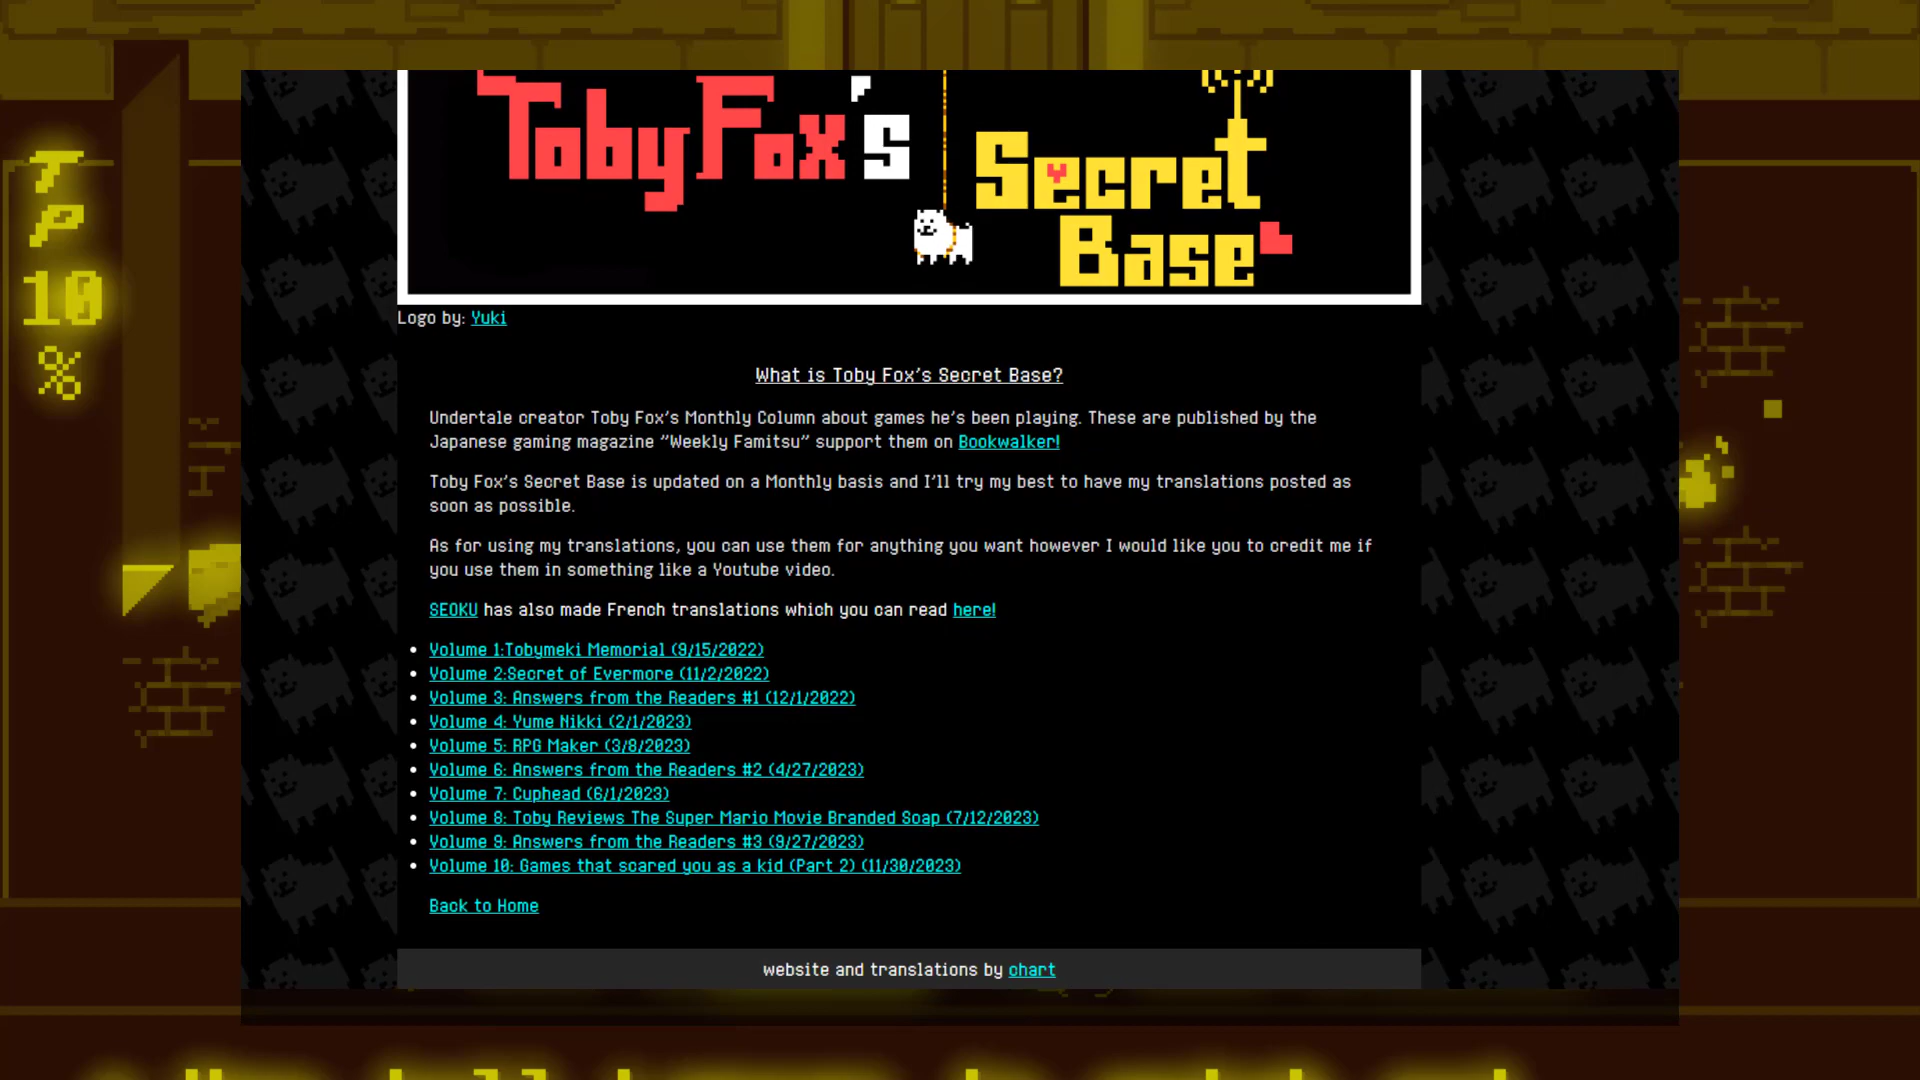 Toby Fox's
Secret
Base
T
P
10
%
Logo by: Yuki
What is Toby Fox's Secret Base?
Undertale creator Toby Fox's Monthly Column about games he's been playing. These are published by the
Japanese gaming magazine "Weekly Famitsu" support them on Bookwalker!
Toby Fox's Secret Base is updated on a Monthly basis and I'll try my best to have my translations posted as
soon as possible.
As for using my translations, you can use them for anything you want however I would like you to credit me if
you use them in something like a Youtube video.
SEOKU has also made French translations which you can read here!
Volume 1:Tobymeki Memorial (9/15/2022)
Volume 2:Secret of Evermore (11/2/2022)
Volume 3: Answers from the Readers #1 (12/1/2022)
Volume 4: Yume Nikki (2/1/2023)
Volume 5: RPG Maker (3/8/2023)
Volume 6: Answers from the Readers #2 (4/27/2023)
Volume 7: Cuphead (6/1/2023)
Volume 8: Toby Reviews The Super Mario Movie Branded Soap (7/12/2023)
Volume 9: Answers from the Readers #3 (9/27/2023)
Volume 10: Games that scared you as a kid (Part 2) (11/30/2023)
Back to Home
website and translations by chart